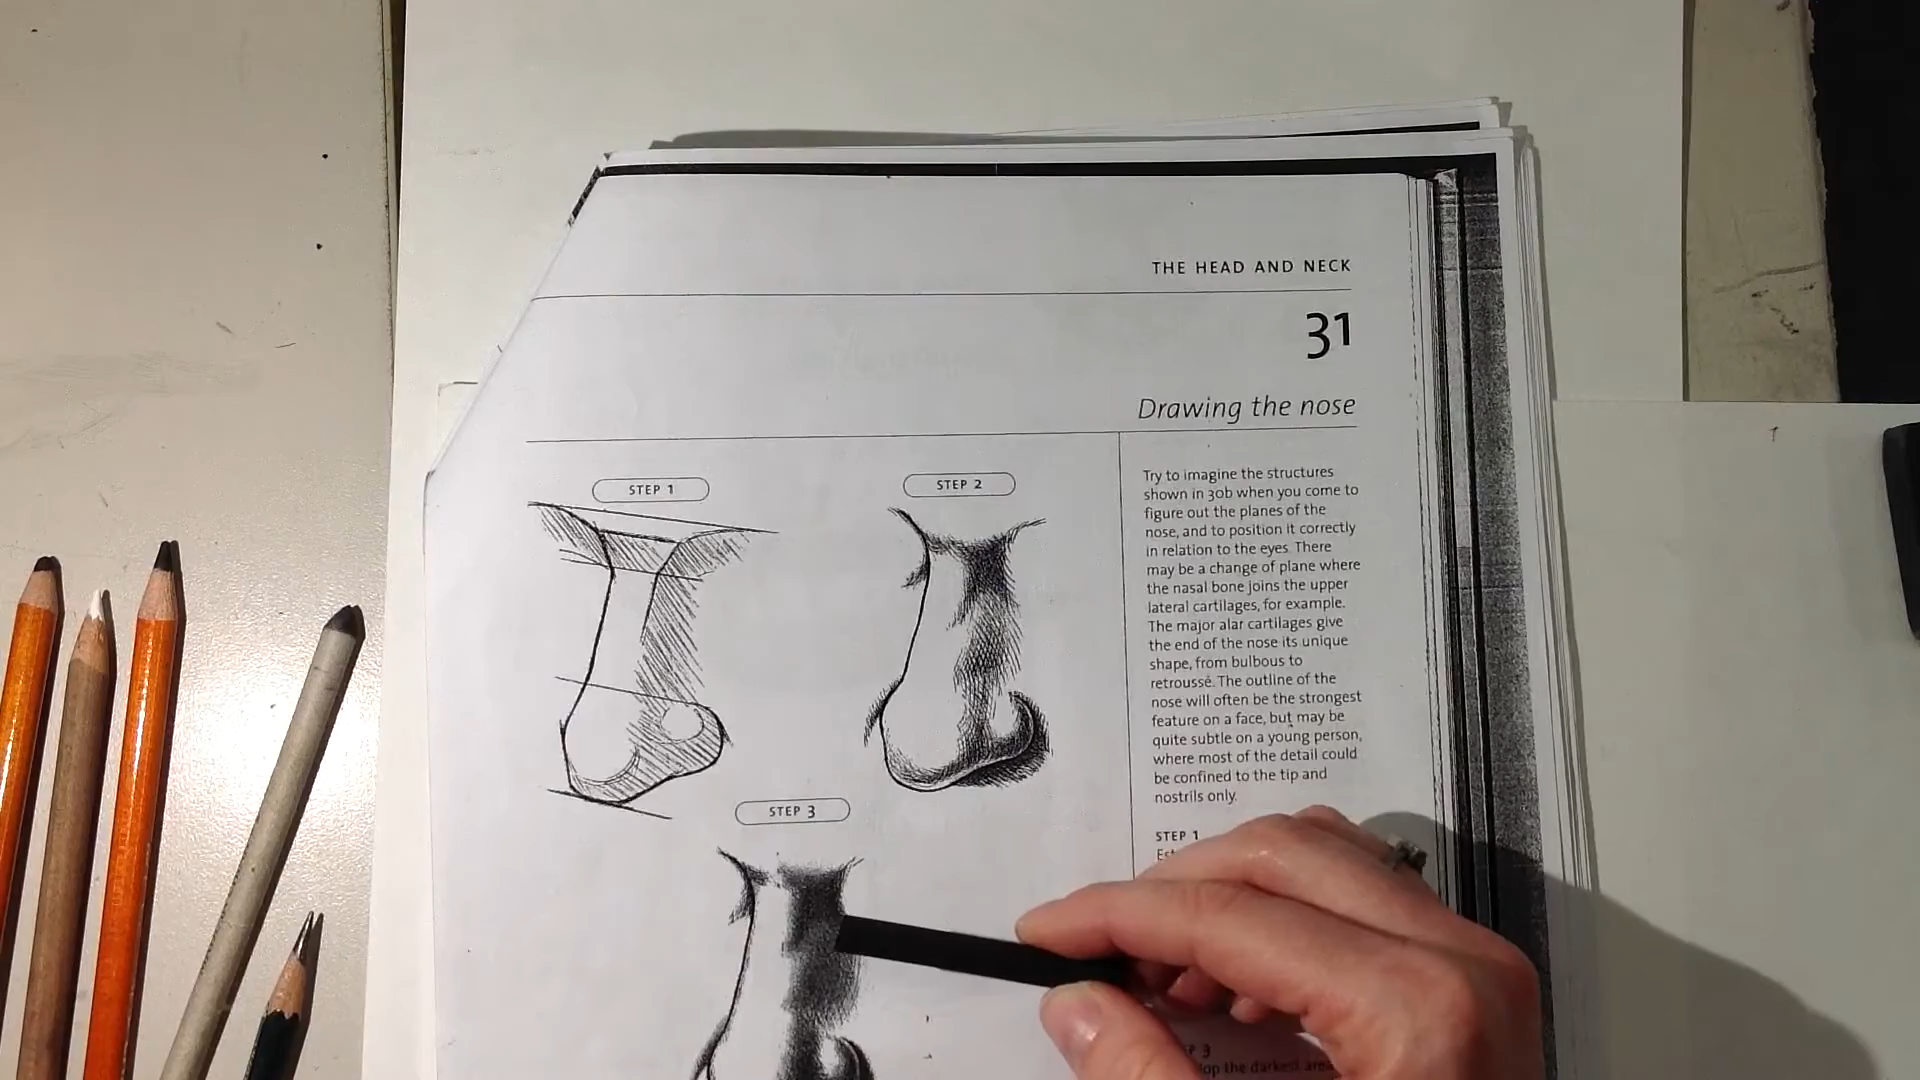 THE HEAD AND NECK
31
Drawing the nose
STEP 1
STEP 2
STEP 3
Try to imagine the structures
shown in 30b when you come to
figure out the planes of the
nose, and to position it correctly
in relation to the eyes. There
may be a change of plane where
the nasal bone joins the upper
lateral cartilages, for example.
The major alar cartilages give
the end of the nose its unique
shape, from bulbous to
retroussé. The outline of the
nose will often be the strongest
feature on a face, but may be
quite subtle on a young person,
where most of the detail could
be confined to the tip and
nostrils only.
STEP 1
3
the darkest